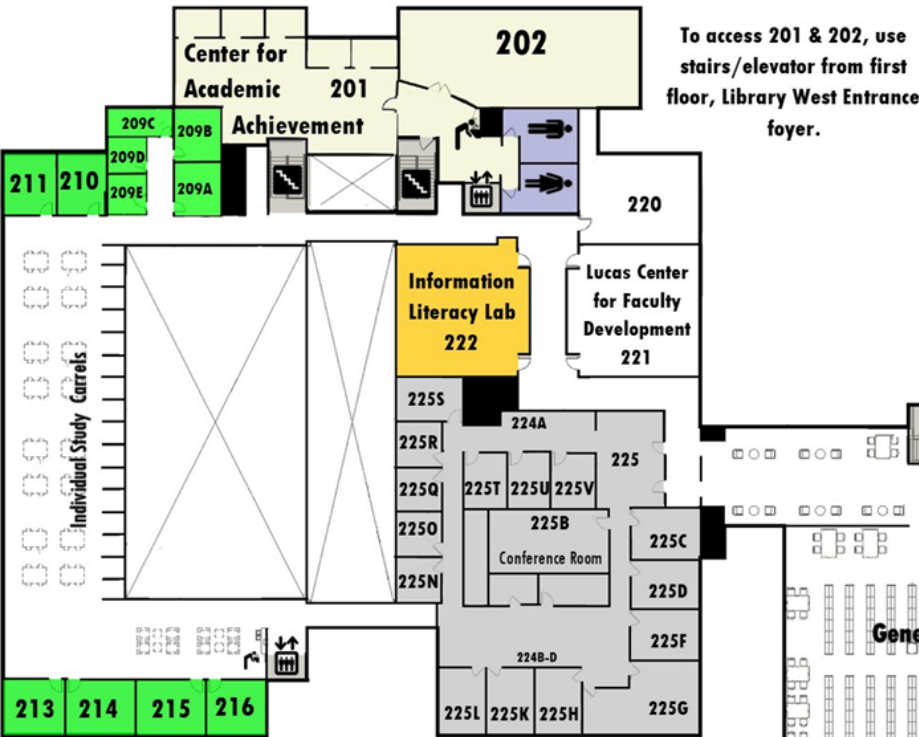 Center for
Academic 201
Achievement
202
To access 201 & 202, use
stairs/elevator from first
floor, Library West Entrance
foyer.
209C
209B
209D
209E
209A
211
210
220
Information
Literacy Lab
222
Lucas Center
for Faculty
Development
221
Individual Study Carrels
225S
224A
225R
225
225Q
225T
225U
225V
225O
225B
Conference Room
225C
225N
225D
225F
224B-D
225L
225K
225H
225G
213
214
215
216
Gene